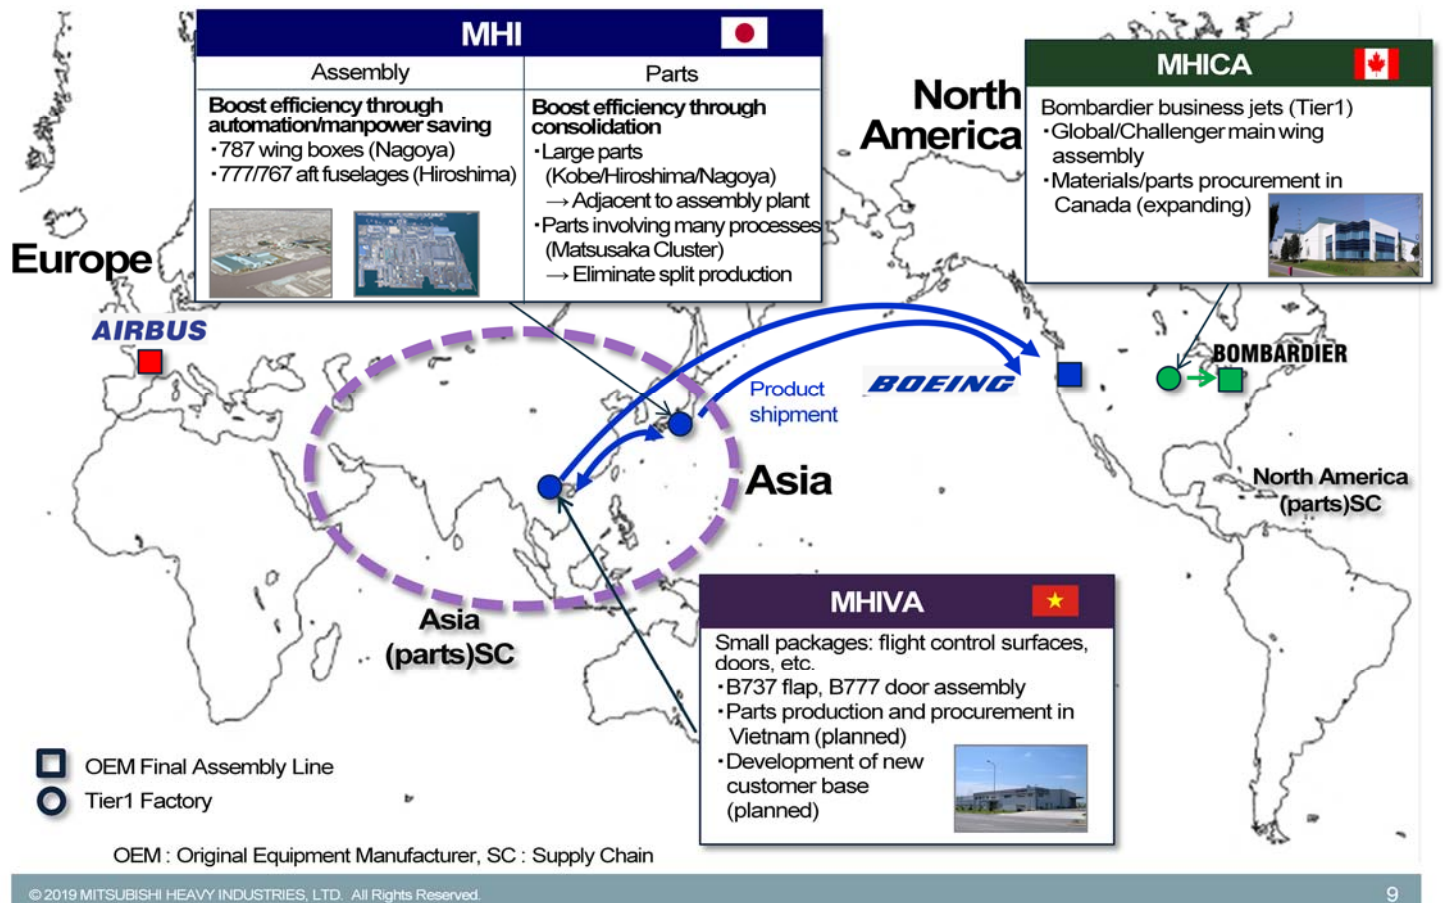 MHI
Assembly
Parts
Boost efficiency through
automation/manpower saving
・787 wing boxes (Nagoya)
・777/767 aft fuselages (Hiroshima)
Boost efficiency through
consolidation
・Large parts
(Kobe/Hiroshima/Nagoya)
→ Adjacent to assembly plant
・Parts involving many processes
(Matsusaka Cluster)
→ Eliminate split production
North
America
MHICA
Bombardier business jets (Tier1)
・Global/Challenger main wing
assembly
・Materials/parts procurement in
Canada (expanding)
Europe
AIRBUS
BOEING
BOMBARDIER
Product
shipment
Asia
North America
(parts)SC
Asia
(parts)SC
MHIVA
Small packages: flight control surfaces,
doors, etc.
・B737 flap, B777 door assembly
・Parts production and procurement in
Vietnam (planned)
・Development of new
customer base
(planned)
OEM Final Assembly Line
Tier1 Factory
OEM : Original Equipment Manufacturer, SC : Supply Chain
© 2019 MITSUBISHI HEAVY INDUSTRIES, LTD. All Rights Reserved.
9